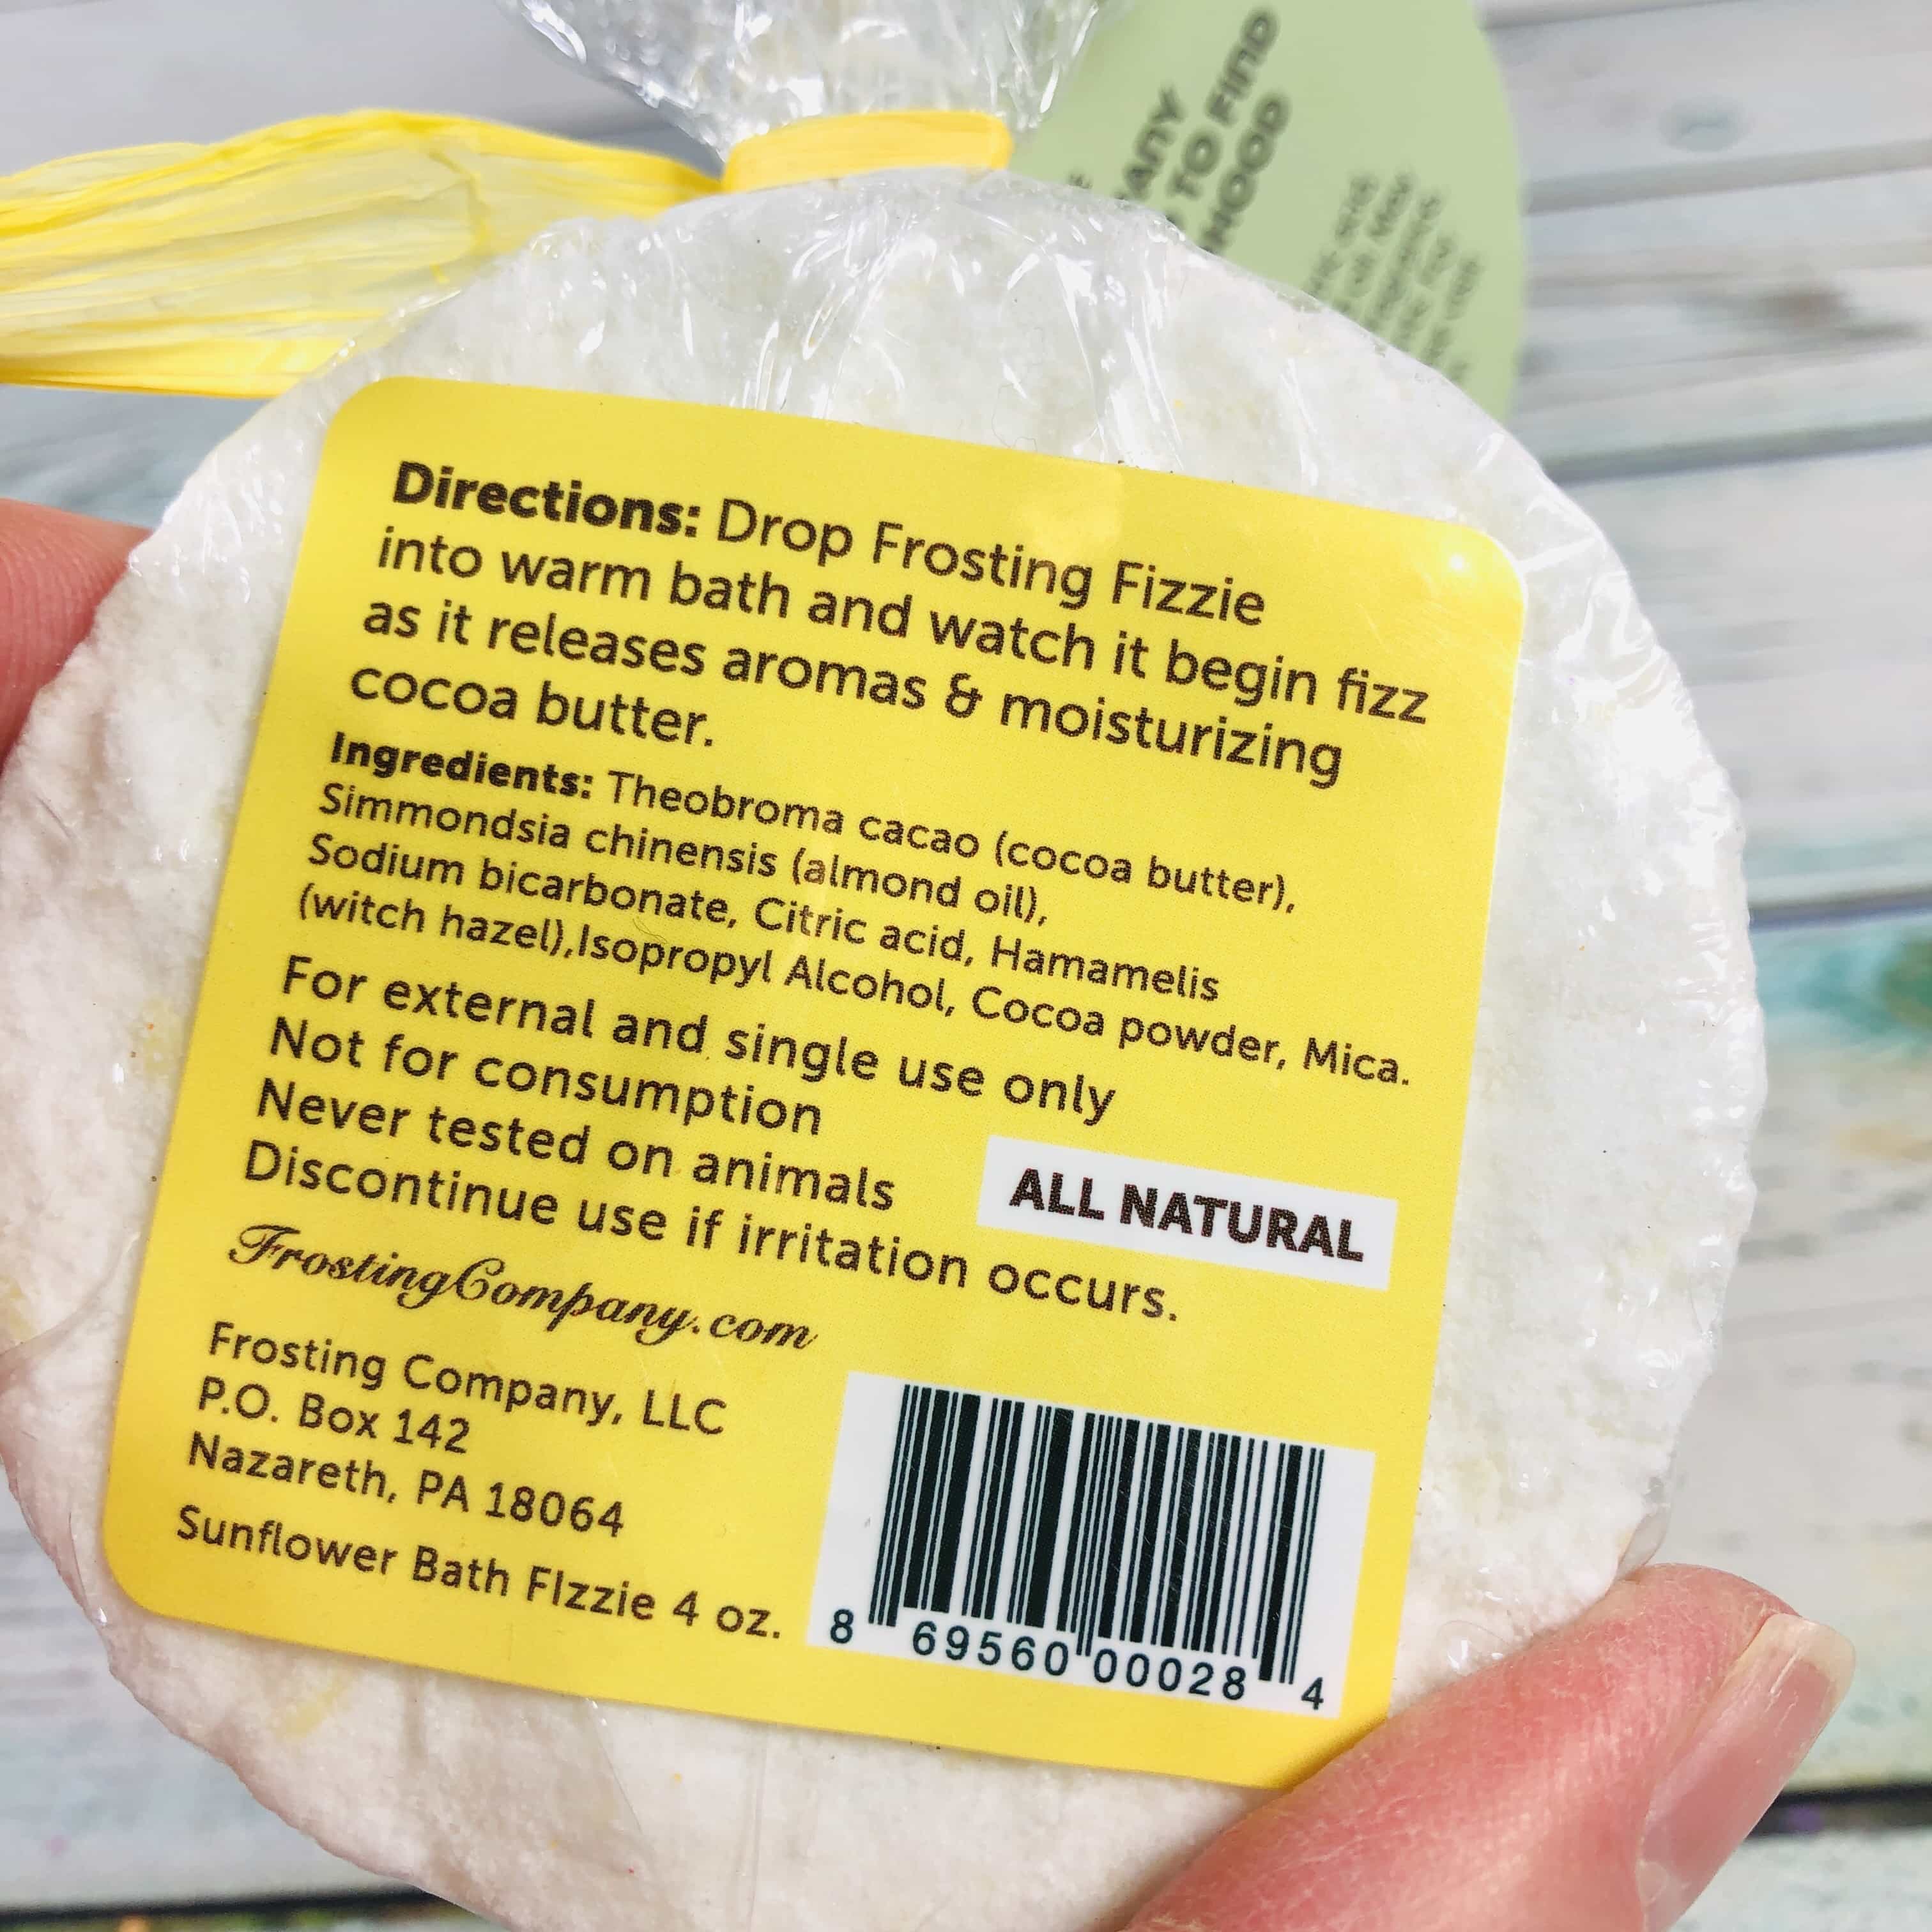 ANY
TO FIND
HOOD
Directions: Drop Frosting Fizzie
into warm bath and watch it begin fizz
as it releases aromas & moisturizing
cocoa butter.
Ingredients: Theobroma cacao (cocoa butter),
Simmondsia chinensis (almond oil),
Sodium bicarbonate, Citric acid, Hamamelis
(witch hazel),Isopropyl Alcohol, Cocoa powder, Mica.
For external and single use only
Not for consumption
Never tested on animals
ALL NATURAL
Discontinue use if irritation occurs.
FrostingCompany.com
Frosting Company, LLC
P.O. Box 142
Nazareth, PA 18064
Sunflower Bath FIzzie 4 oz.
8 69560 00028 4